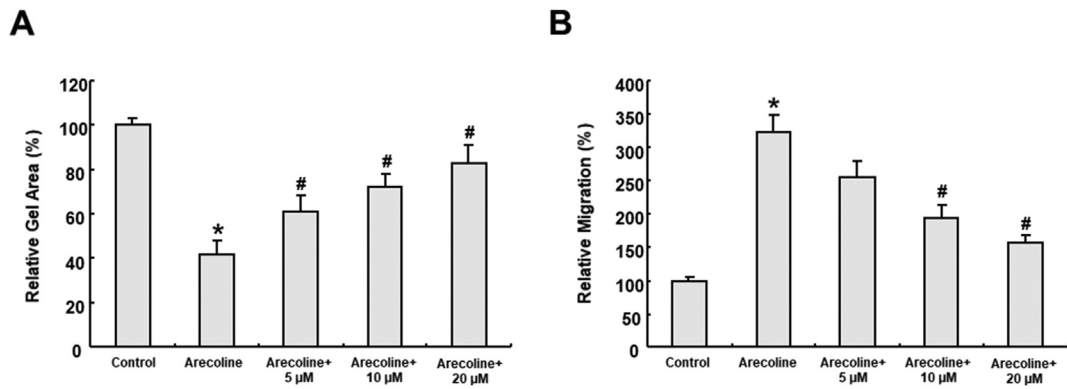 A
Relative Gel Area (%)
120
100
80
60
40
20
0
*
#
#
#
Control
Arecoline
Arecoline+
5 µM
Arecoline+
10 µM
Arecoline+
20 µM
B
Relative Migration (%)
400
350
300
250
200
150
100
50
0
*
#
#
Control
Arecoline
Arecoline+
5 µM
Arecoline+
10 µM
Arecoline+
20 µM